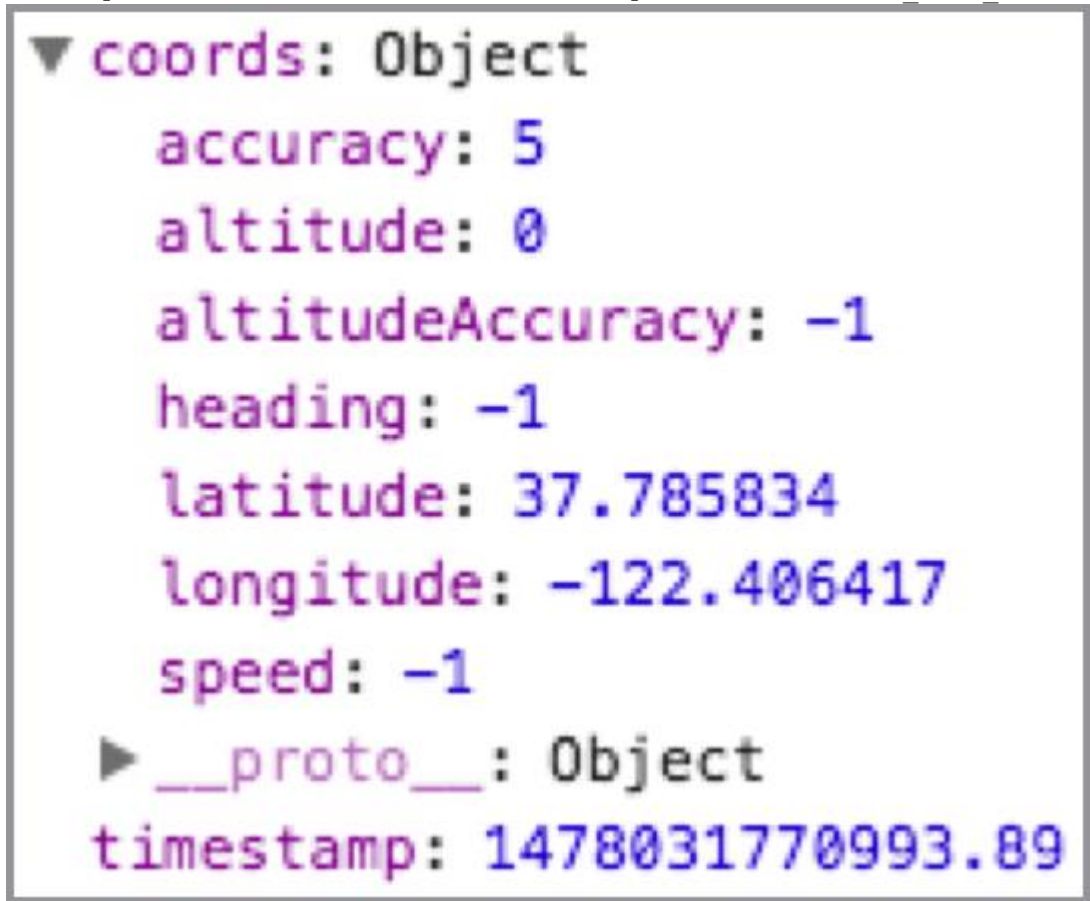 coords: Object
accuracy: 5
altitude: 0
altitudeAccuracy: -1
heading: -1
latitude: 37.785834
longitude: -122.406417
speed: -1
__proto__: Object
timestamp: 1478031770993.89